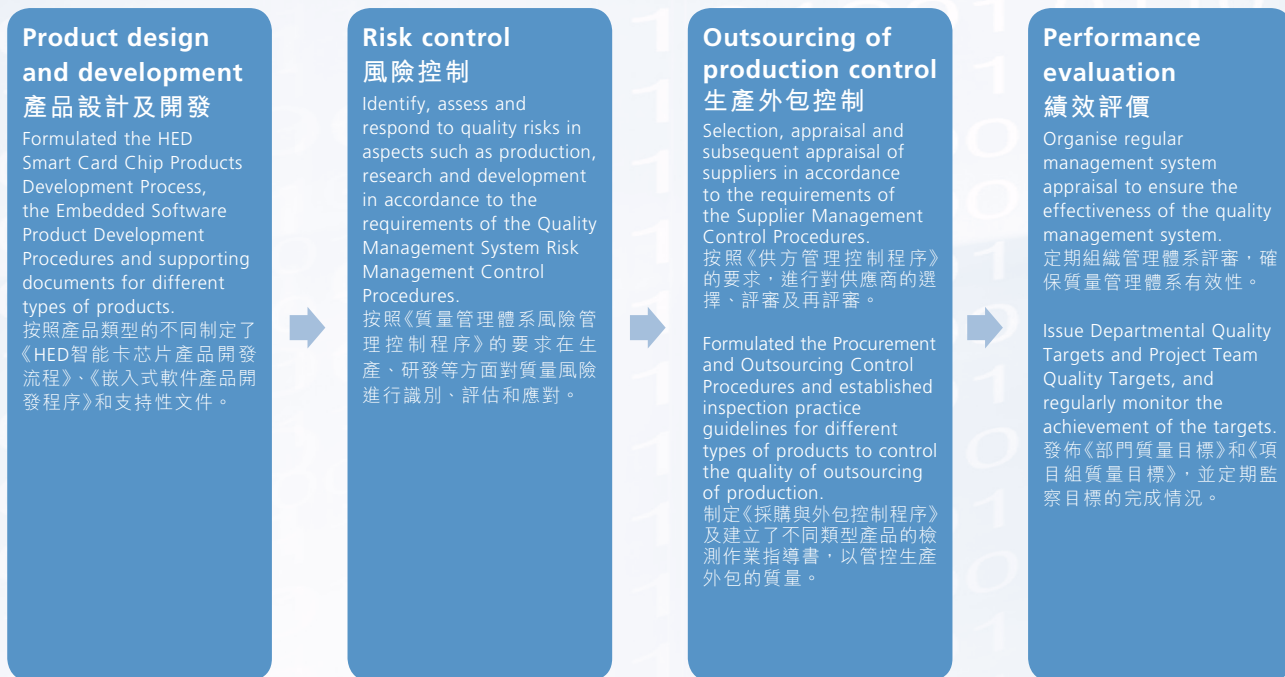 Product design
and development
產品設計及開發
Formulated the HED
Smart Card Chip Products
Development Process,
the Embedded Software
Product Development
Procedures and supporting
documents for different
types of products.
按照產品類型的不同制定了
《HED智能卡芯片產品開發
流程》、《嵌入式軟件產品開
發程序》和支持性文件。
Risk control
風險控制
Identify, assess and
respond to quality risks in
aspects such as production,
research and development
in accordance to the
requirements of the Quality
Management System Risk
Management Control
Procedures.
按照《質量管理體系風險管
理控制程序》的要求在生
產、研發等方面對質量風險
進行識別、評估和應對。
Outsourcing of
production control
生產外包控制
Selection, appraisal and
subsequent appraisal of
suppliers in accordance
to the requirements of
the Supplier Management
Control Procedures.
按照《供方管理控制程序》
的要求，進行對供應商的選
擇、評審及再評審。
Formulated the Procurement
and Outsourcing Control
Procedures and established
inspection practice
guidelines for different
types of products to control
the quality of outsourcing
of production.
制定《採購與外包控制程序》
及建立了不同類型產品的檢
測作業指導書，以管控生產
外包的質量。
Performance
evaluation
績效評價
Organise regular
management system
appraisal to ensure the
effectiveness of the quality
management system.
定期組織管理體系評審，確
保質量管理體系有效性。
Issue Departmental Quality
Targets and Project Team
Quality Targets, and
regularly monitor the
achievement of the targets.
發佈《部門質量目標》和《項
目組質量目標》，並定期監
察目標的完成情況。